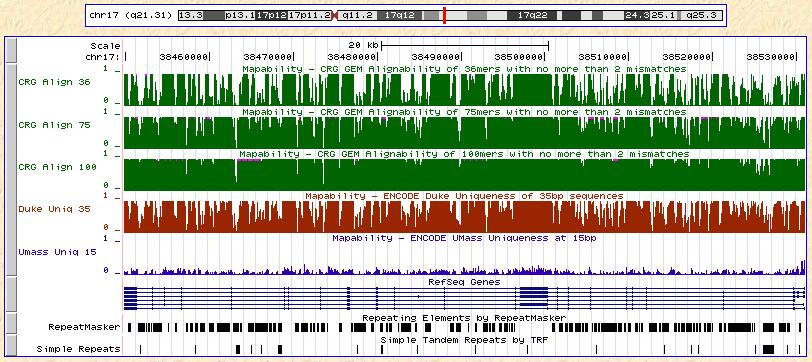 chr17 (q21.31) 13.3 p13.1 17p12 17p11.2 q11.2 17q12 17q22 24.3 25.1 q25.3
Scale 20 kb
chr17: 38460000 38470000 38480000 38490000 38500000 38510000 38520000 38530000
1 _ Mapability - CRG GEM Alignability of 36mers with no more than 2 mismatches
CRG Align 36
0 _
1 _ Mapability - CRG GEM Alignability of 75mers with no more than 2 mismatches
CRG Align 75
0 _
1 _ Mapability - CRG GEM Alignability of 100mers with no more than 2 mismatches
CRG Align 100
0 _
1 _ Mapability - ENCODE Duke Uniqueness of 35bp sequences
Duke Uniq 35
0 _
1 _ Mapability - ENCODE UMass Uniqueness at 15bp
Umass Uniq 15
0 _
RefSeq Genes
Repeating Elements by RepeatMasker
RepeatMasker
Simple Tandem Repeats by TRF
Simple Repeats